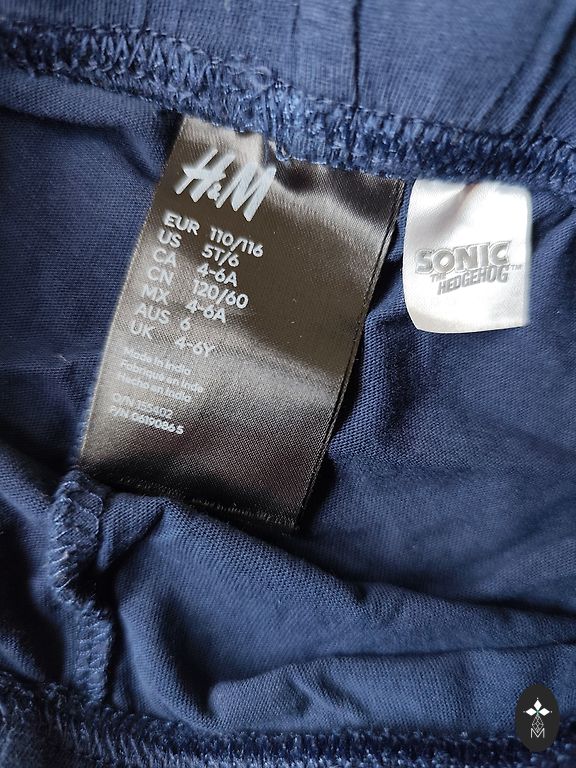 H&M
EUR 110/116
US 5T/6
CA 4-6A
CN 120/60
MX 4-6A
AUS 6
UK 4-6Y
Made in India
Fabriqué en Inde
Hecho en India
SONIC
THE
HEDGEHOG™
M